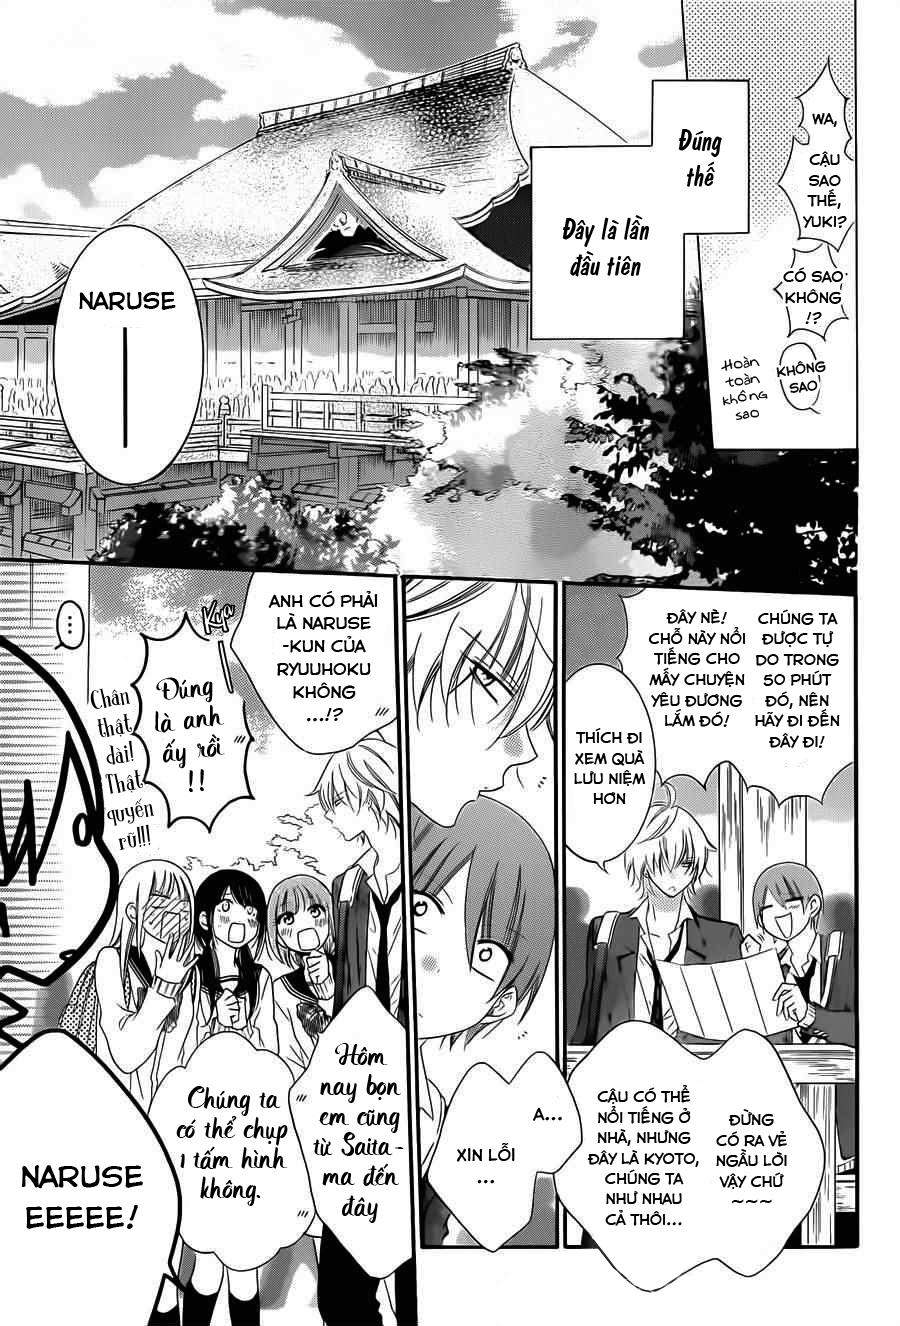 WA,
CẬU
SAO
THẾ,
YUKI?
CÓ SAO
KHÔNG
!?
KHÔNG
SAO
Hoàn
toàn
không
sao
Đúng
thế
Đây là lần
đầu tiên
NARUSE
—
CHÚNG TA
ĐƯỢC TỰ
DO TRONG
50 PHÚT
ĐÓ, NÊN
HÃY ĐI ĐẾN
ĐÂY ĐI!
ĐÂY NÈ!
CHỖ NÀY NỔI
TIẾNG CHO
MẤY CHUYỆN
YÊU ĐƯƠNG
LẮM ĐÓ!
THÍCH ĐI
XEM QUÀ
LƯU NIỆM
HƠN
ĐỪNG
CÓ RA VẺ
NGẦU LỜI
VẬY CHỨ
~~~
CẬU CÓ THỂ
NỔI TIẾNG Ở
NHÀ, NHƯNG
ĐÂY LÀ KYOTO,
CHÚNG TA
NHƯ NHAU
CẢ THÔI...
A...
XIN LỖI
...
ANH CÓ PHẢI
LÀ NARUSE
-KUN CỦA
RYUUHOKU
KHÔNG
...!?
Kya
Đúng
là anh
ấy rồi
!!
Chân
thật
dài!
Thật
quyến
rũ!!!
Hôm
nay bọn
em cũng
từ Saita-
ma đến
đây
Chúng ta
có thể chụp
1 tấm hình
không.
...
NARUSE
EEEEE!